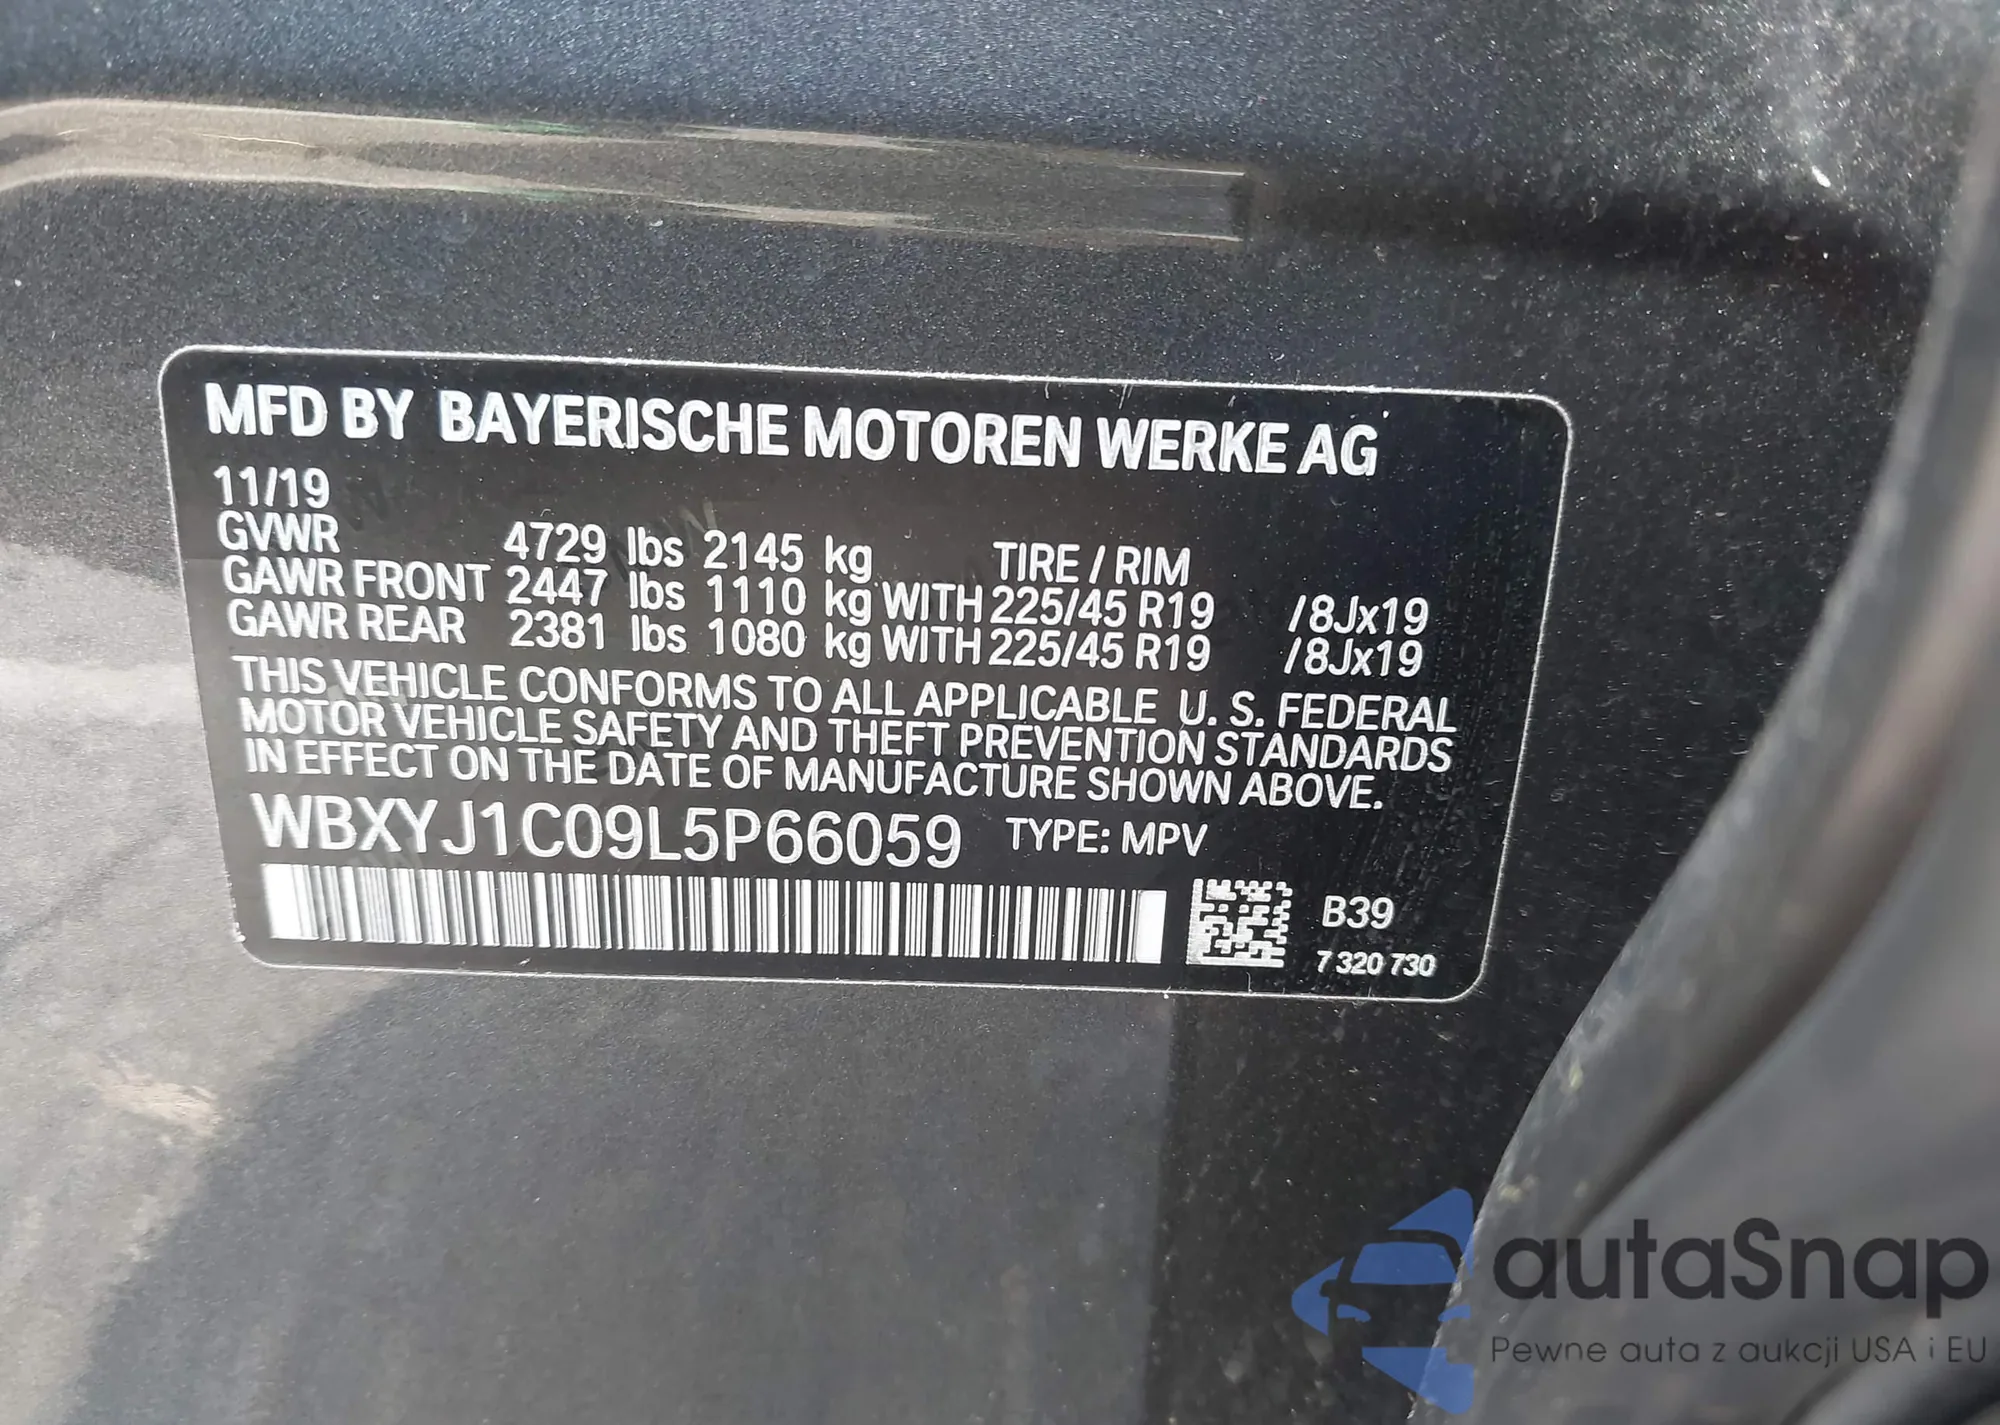 MFD BY BAYERISCHE MOTOREN WERKE AG
11/19
GVWR 4729 lbs 2145 kg TIRE / RIM
GAWR FRONT 2447 lbs 1110 kg WITH 225/45 R19 /8Jx19
GAWR REAR 2381 lbs 1080 kg WITH 225/45 R19 /8Jx19
THIS VEHICLE CONFORMS TO ALL APPLICABLE U. S. FEDERAL
MOTOR VEHICLE SAFETY AND THEFT PREVENTION STANDARDS
IN EFFECT ON THE DATE OF MANUFACTURE SHOWN ABOVE.
WBXYJ1C09L5P66059 TYPE: MPV
B39
7 320 730
autaSnap
Pewne auta z aukcji USA i EU